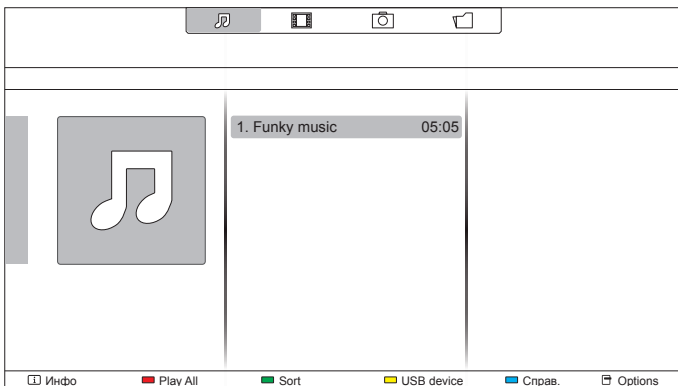 1. Funky music 05:05
Инфо Play All Sort USB device Справ. Options